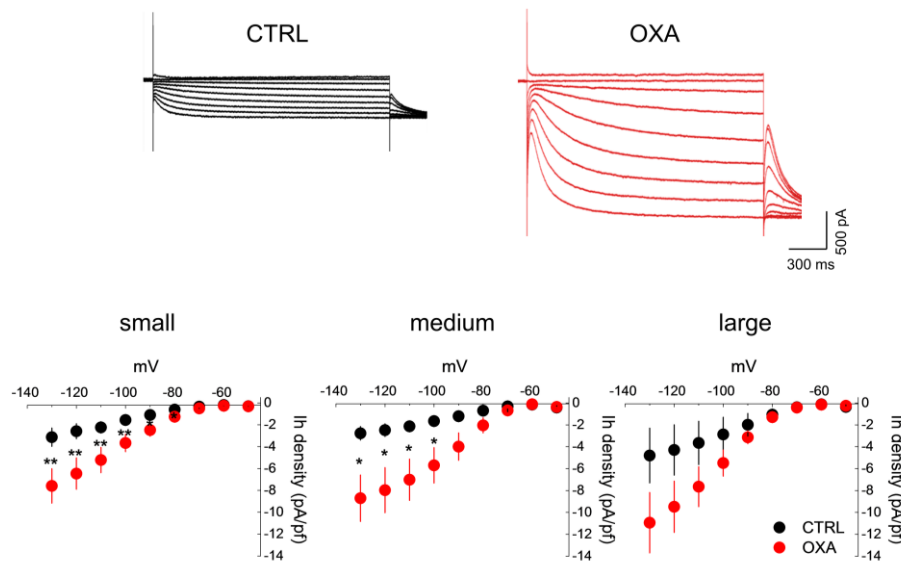 CTRL OXA
500 pA
300 ms
small medium large
mV mV mV
-140 -120 -100 -80 -60 0 -140 -120 -100 -80 -60 0 -140 -120 -100 -80 -60 0
-2 -2 -2
** ** ** ** * * * * * *
-4 -4 -4
-6 -6 -6
-8 -8 -8
-10 -10 -10
-12 -12 -12
-14 -14 -14
Ih density (pA/pf) Ih density (pA/pf) Ih density (pA/pf)
CTRL
OXA